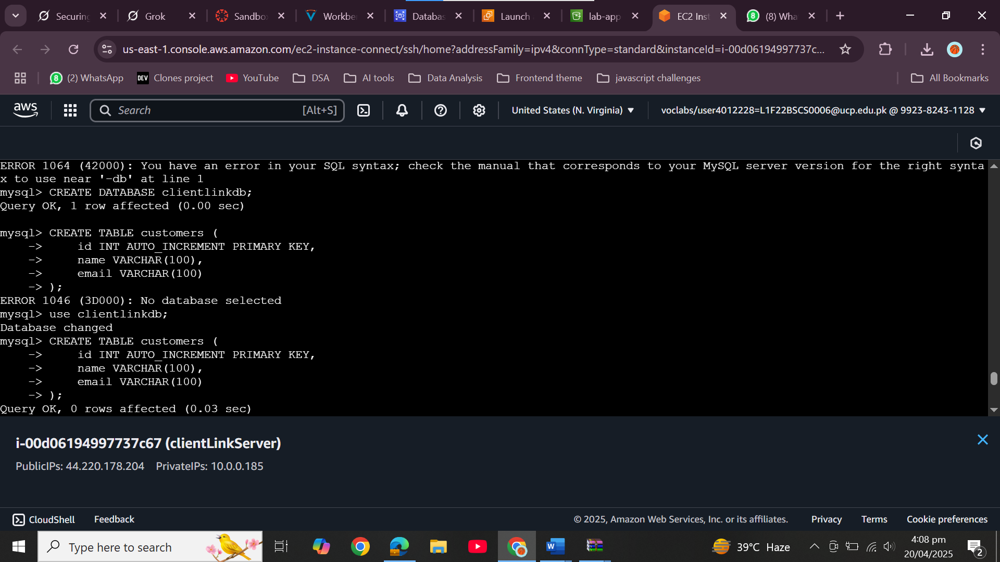 Securing
Grok
Sandbo
Workbe
Databas
Launch
lab-app
EC2 Inst
(8) Wha
us-east-1.console.aws.amazon.com/ec2-instance-connect/ssh/home?addressFamily=ipv4&connType=standard&instanceId=i-00d06194997737c...
8 (2) WhatsApp
DEV Clones project
YouTube
DSA
AI tools
Data Analysis
Frontend theme
javascript challenges
All Bookmarks
aws
Search [Alt+S]
United States (N. Virginia)
voclabs/user4012228=L1F22BSCS0006@ucp.edu.pk @ 9923-8243-1128
ERROR 1064 (42000): You have an error in your SQL syntax; check the manual that corresponds to your MySQL server version for the right synta
x to use near '-db' at line 1
mysql> CREATE DATABASE clientlinkdb;
Query OK, 1 row affected (0.00 sec)
mysql> CREATE TABLE customers (
    ->     id INT AUTO_INCREMENT PRIMARY KEY,
    ->     name VARCHAR(100),
    ->     email VARCHAR(100)
    -> );
ERROR 1046 (3D000): No database selected
mysql> use clientlinkdb;
Database changed
mysql> CREATE TABLE customers (
    ->     id INT AUTO_INCREMENT PRIMARY KEY,
    ->     name VARCHAR(100),
    ->     email VARCHAR(100)
    -> );
Query OK, 0 rows affected (0.03 sec)
i-00d06194997737c67 (clientLinkServer)
PublicIPs: 44.220.178.204 PrivateIPs: 10.0.0.185
CloudShell
Feedback
© 2025, Amazon Web Services, Inc. or its affiliates.
Privacy
Terms
Cookie preferences
Type here to search
39°C Haze
4:08 pm
20/04/2025
2